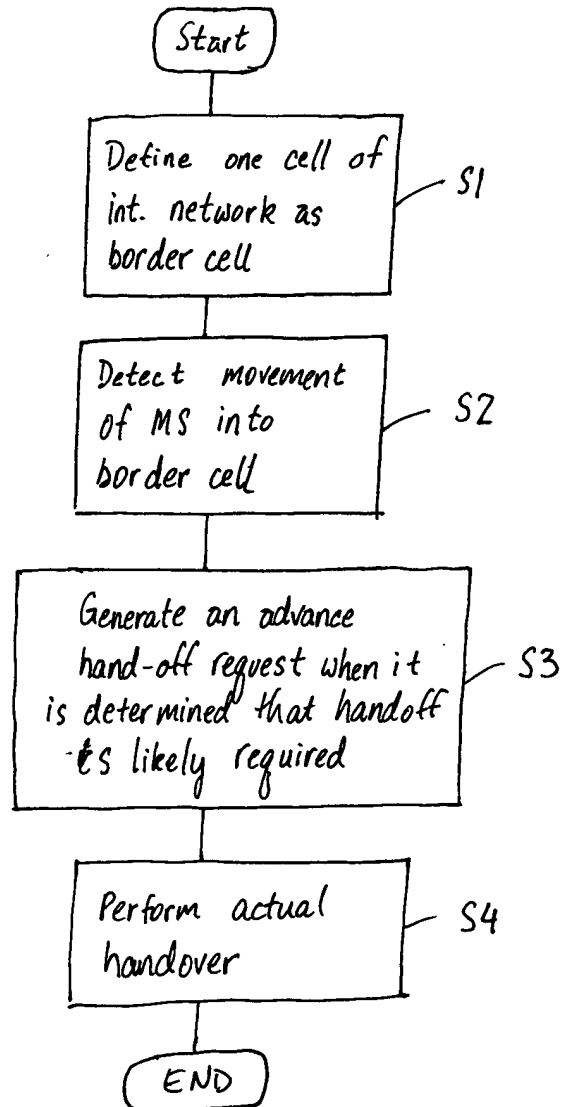 Start
Define one cell of
int. network as
border cell
S1
Detect movement
of MS into
border cell
S2
Generate an advance
hand-off request when it
is determined that handoff
is likely required
S3
Perform actual
handover
S4
END